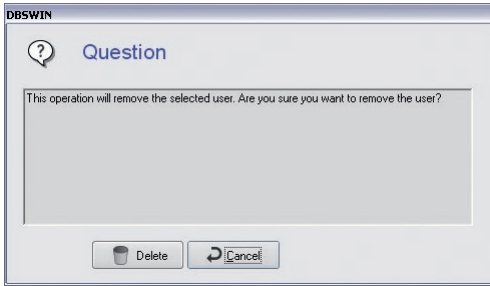 DBSWIN
Question
This operation will remove the selected user. Are you sure you want to remove the user?
Delete
Cancel